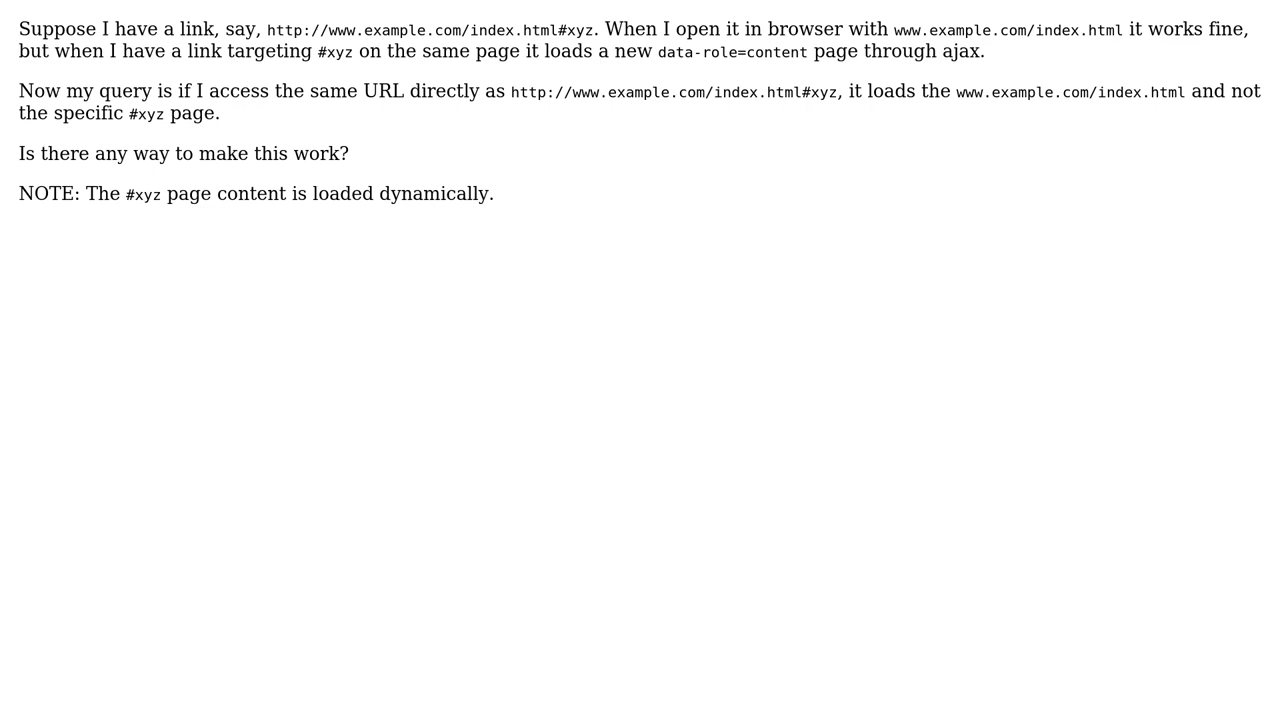 Suppose I have a link, say, http://www.example.com/index.html#xyz. When I open it in browser with www.example.com/index.html it works fine,
but when I have a link targeting #xyz on the same page it loads a new data-role=content page through ajax.
Now my query is if I access the same URL directly as http://www.example.com/index.html#xyz, it loads the www.example.com/index.html and not
the specific #xyz page.
Is there any way to make this work?
NOTE: The #xyz page content is loaded dynamically.